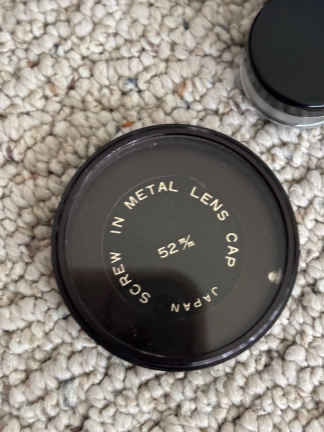 SCREW IN METAL LENS CAP
52 m/m
JAPAN